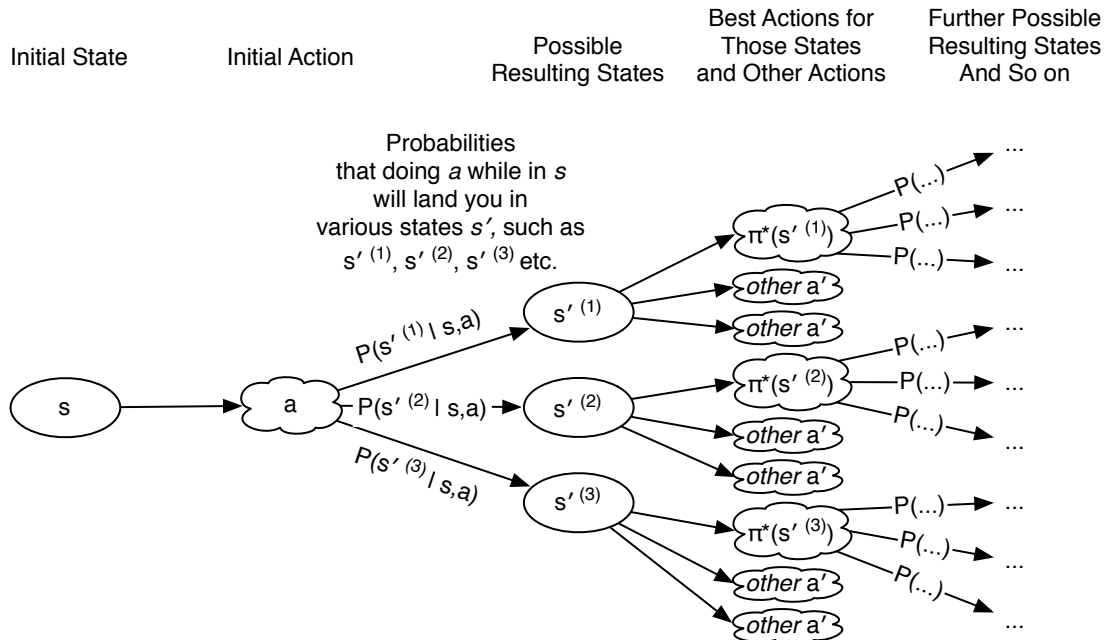 Initial State
Initial Action
Possible
Resulting States
Best Actions for
Those States
and Other Actions
Further Possible
Resulting States
And So on
Probabilities
that doing a while in s
will land you in
various states s′, such as
s′ (1), s′ (2), s′ (3) etc.
s
a
P(s′ (1) | s,a)
P(s′ (2) | s,a)
P(s′ (3) | s,a)
s′ (1)
π*(s′ (1))
P(...)
...
P(...)
...
P(...)
...
other a′
other a′
s′ (2)
π*(s′ (2))
P(...)
...
P(...)
...
P(...)
...
other a′
other a′
s′ (3)
π*(s′ (3))
P(...)
...
P(...)
...
P(...)
...
other a′
other a′